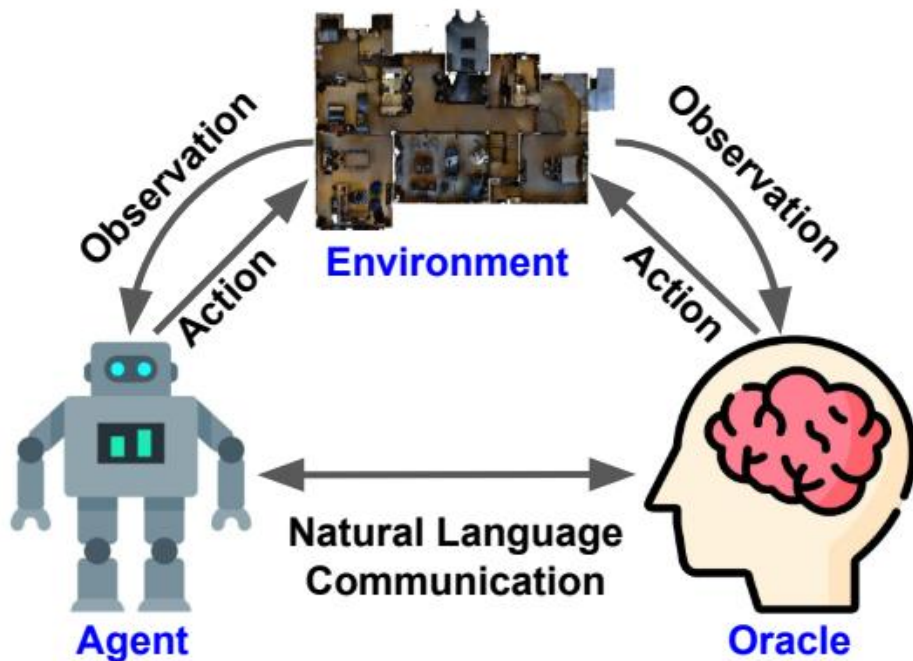 Observation
Action
Environment
Observation
Action
Natural Language
Communication
Agent
Oracle